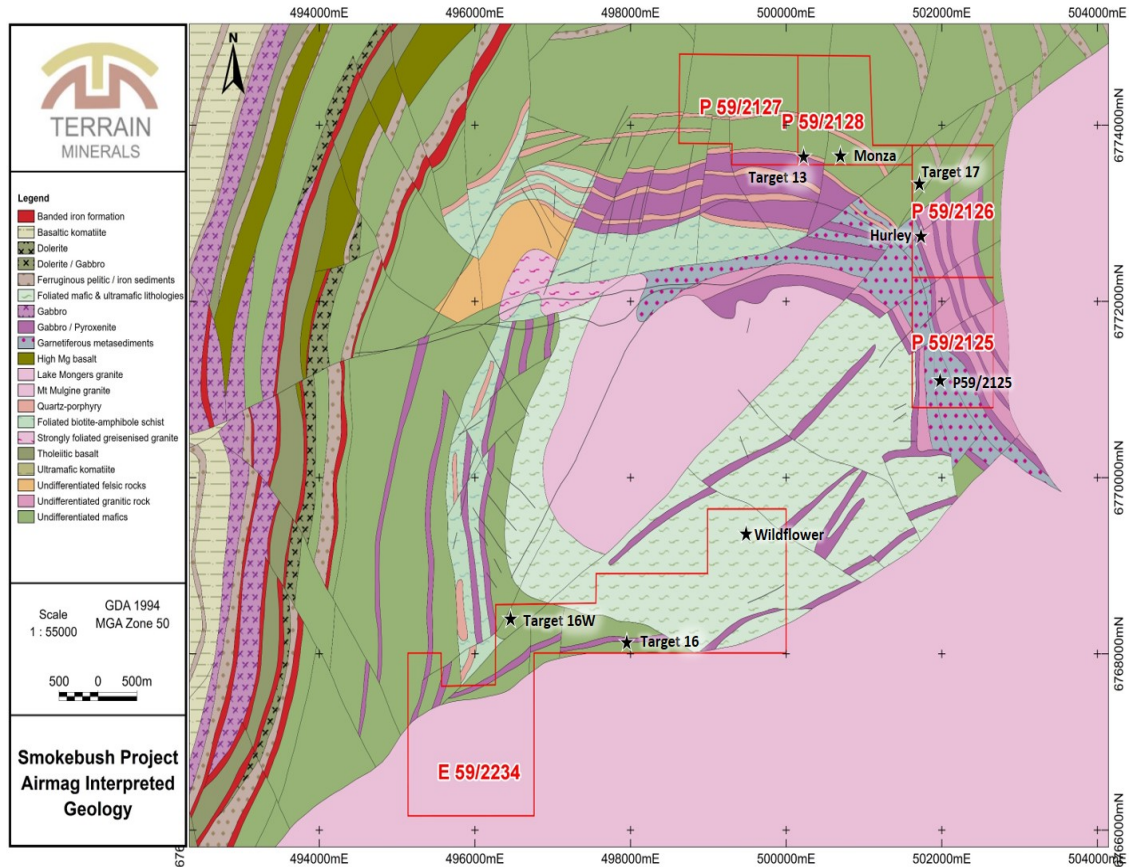 494000mE 496000mE 498000mE 500000mE 502000mE 504000mE
N
TERRAIN
MINERALS
Legend
Banded iron formation
Basaltic komatiite
Dolerite
Dolerite / Gabbro
Ferruginous pelitic / iron sediments
Foliated mafic & ultramafic lithologies
Gabbro
Gabbro / Pyroxenite
Garnetiferous metasediments
High Mg basalt
Lake Mongers granite
Mt Mulgine granite
Quartz-porphyry
Foliated biotite-amphibole schist
Strongly foliated greisenised granite
Tholeiitic basalt
Ultramafic komatiite
Undifferentiated felsic rocks
Undifferentiated granitic rock
Undifferentiated mafics
Scale
1 : 55000
GDA 1994
MGA Zone 50
500 0 500m
Smokebush Project
Airmag Interpreted
Geology
P 59/2127
P 59/2128
Target 13
Monza
Target 17
P 59/2126
Hurley
P 59/2125
P59/2125
Wildflower
Target 16W
Target 16
E 59/2234
6774000mN
6772000mN
6770000mN
6768000mN
6766000mN
676
494000mE 496000mE 498000mE 500000mE 502000mE 504000mE